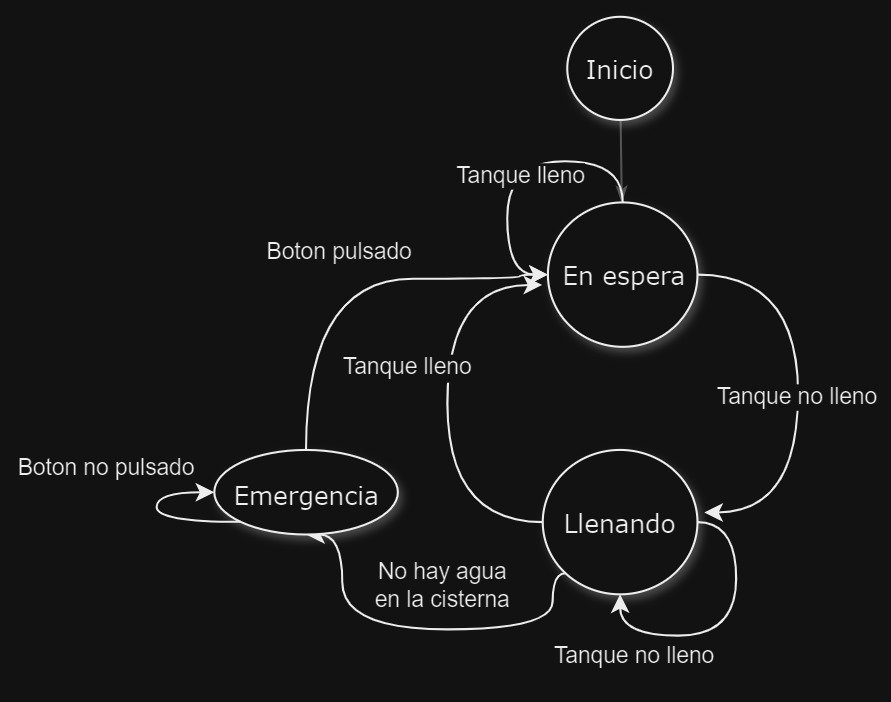 Inicio
Tanque lleno
Boton pulsado
En espera
Tanque lleno
Tanque no lleno
Boton no pulsado
Emergencia
Llenando
No hay agua
en la cisterna
Tanque no lleno